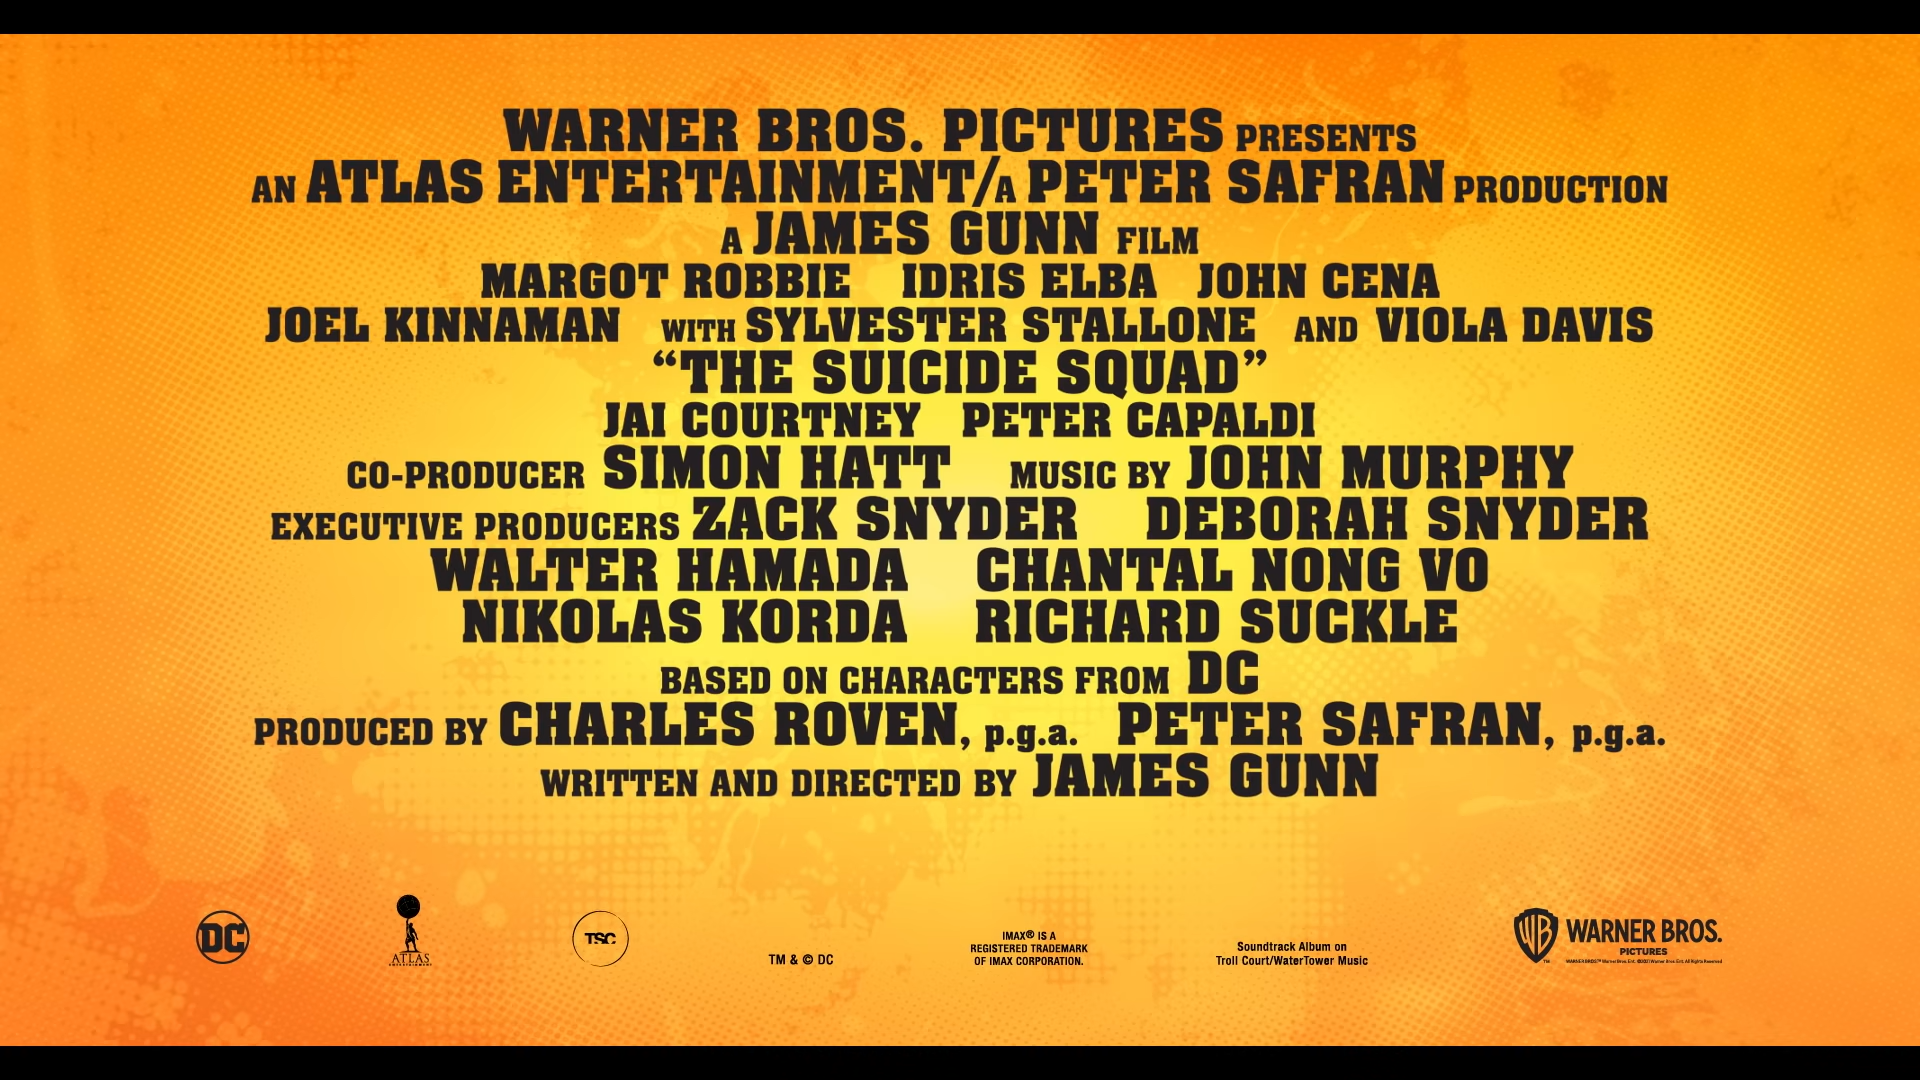 WARNER BROS. PICTURES PRESENTS
AN ATLAS ENTERTAINMENT/A PETER SAFRAN PRODUCTION
A JAMES GUNN FILM
MARGOT ROBBIE IDRIS ELBA JOHN CENA
JOEL KINNAMAN WITH SYLVESTER STALLONE AND VIOLA DAVIS
“THE SUICIDE SQUAD”
JAI COURTNEY PETER CAPALDI
CO-PRODUCER SIMON HATT MUSIC BY JOHN MURPHY
EXECUTIVE PRODUCERS ZACK SNYDER DEBORAH SNYDER
WALTER HAMADA CHANTAL NONG VO
NIKOLAS KORDA RICHARD SUCKLE
BASED ON CHARACTERS FROM DC
PRODUCED BY CHARLES ROVEN, p.g.a. PETER SAFRAN, p.g.a.
WRITTEN AND DIRECTED BY JAMES GUNN
DC
ATLAS
ENTERTAINMENT
TSC
TM & © DC
IMAX® IS A
REGISTERED TRADEMARK
OF IMAX CORPORATION.
Soundtrack Album on
Troll Court/WaterTower Music
WB
WARNER BROS.
PICTURES